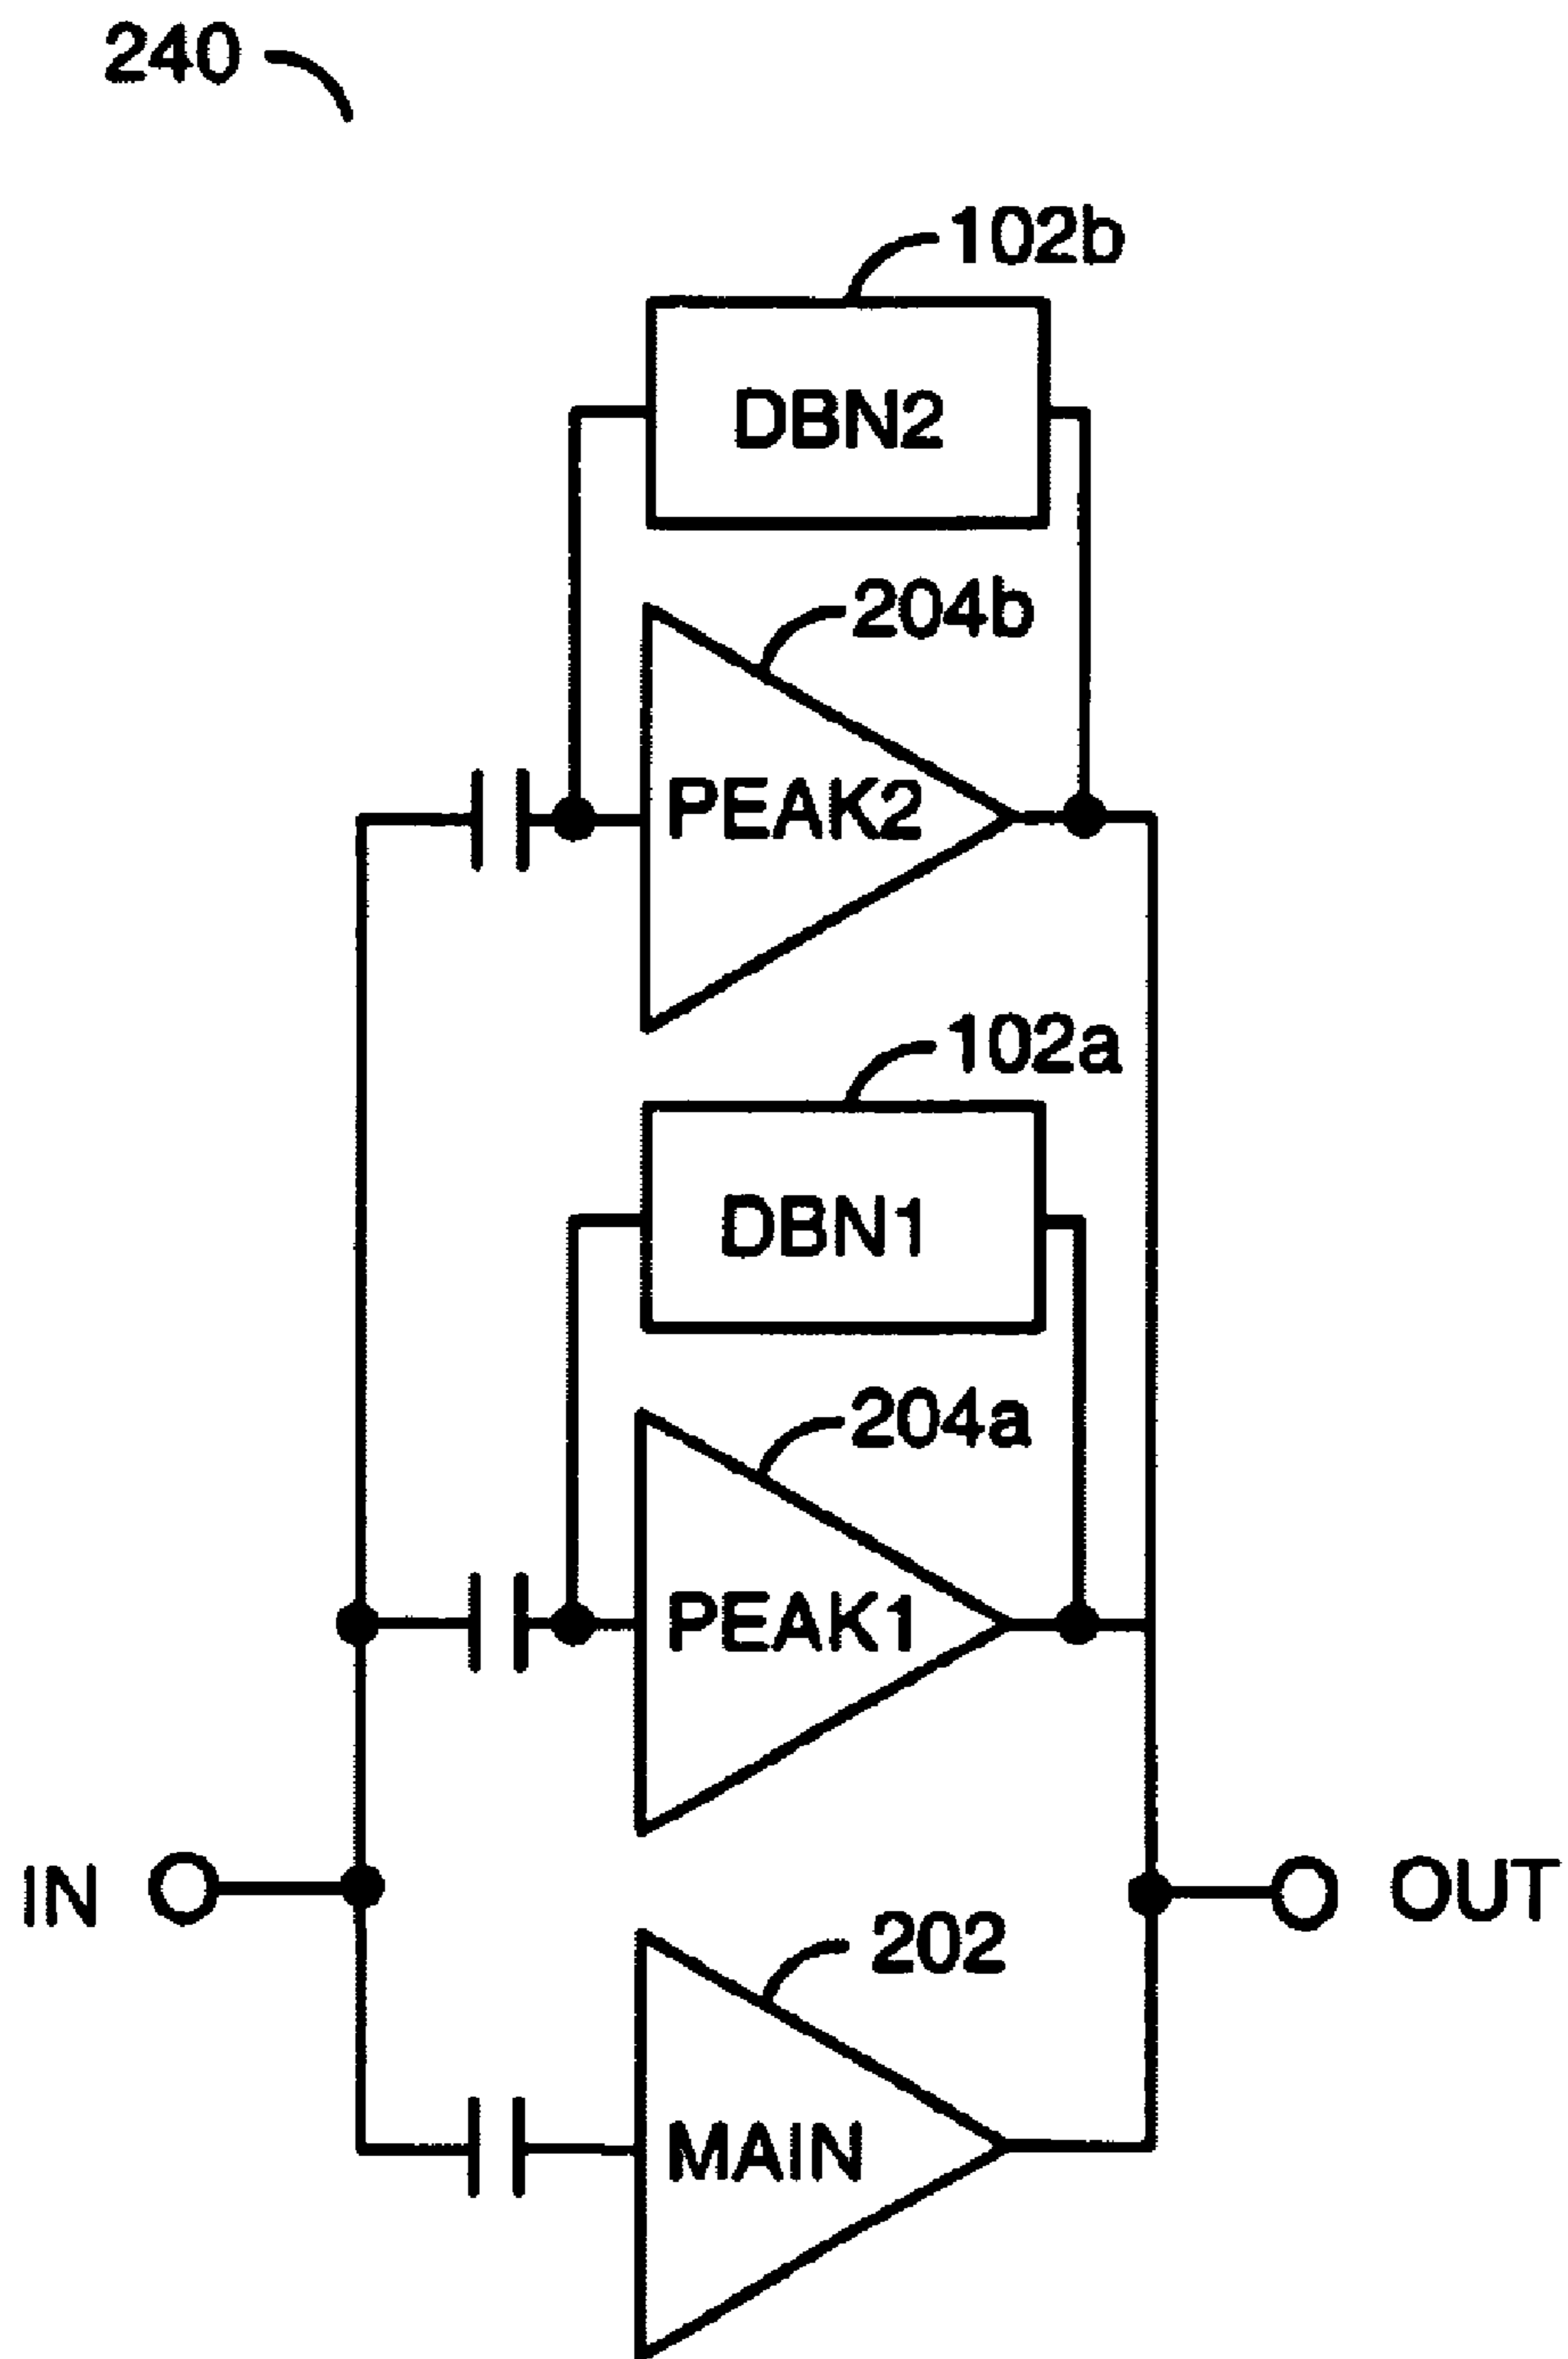 240
102b
DBN2
204b
PEAK2
102a
DBN1
204a
PEAK1
IN
OUT
202
MAIN